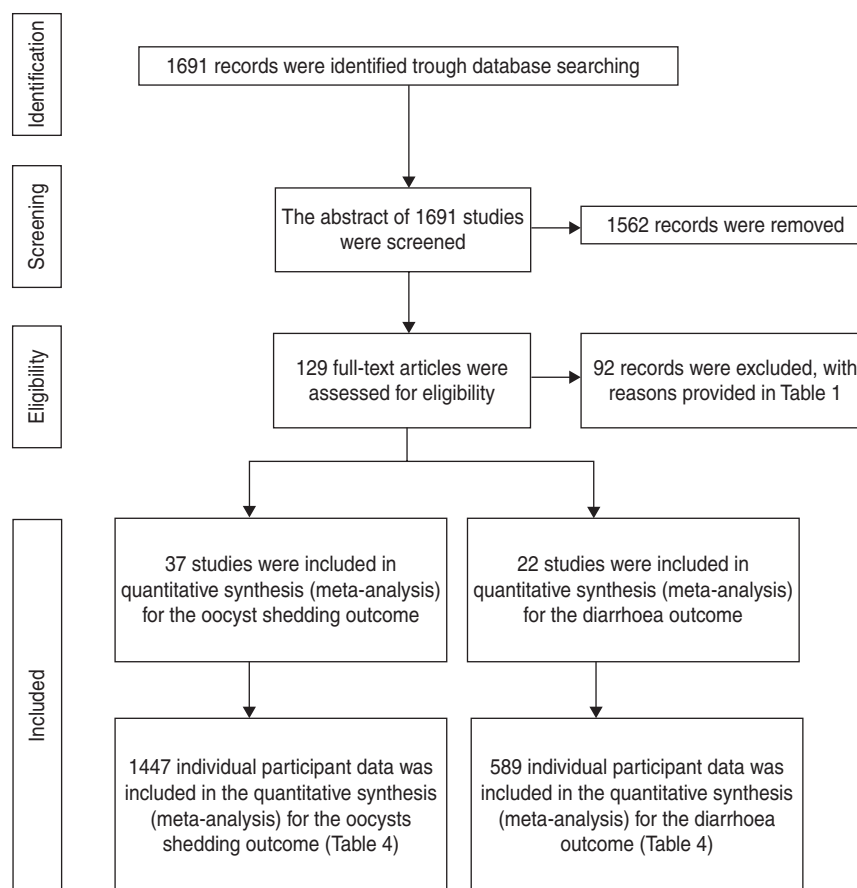 Identification
1691 records were identified trough database searching
Screening
The abstract of 1691 studies
were screened
1562 records were removed
Eligibility
129 full-text articles were
assessed for eligibility
92 records were excluded, with
reasons provided in Table 1
Included
37 studies were included in
quantitative synthesis (meta-analysis)
for the oocyst shedding outcome
22 studies were included in
quantitative synthesis (meta-analysis)
for the diarrhoea outcome
1447 individual participant data was
included in the quantitative synthesis
(meta-analysis) for the oocysts
shedding outcome (Table 4)
589 individual participant data was
included in the quantitative synthesis
(meta-analysis) for the diarrhoea
outcome (Table 4)